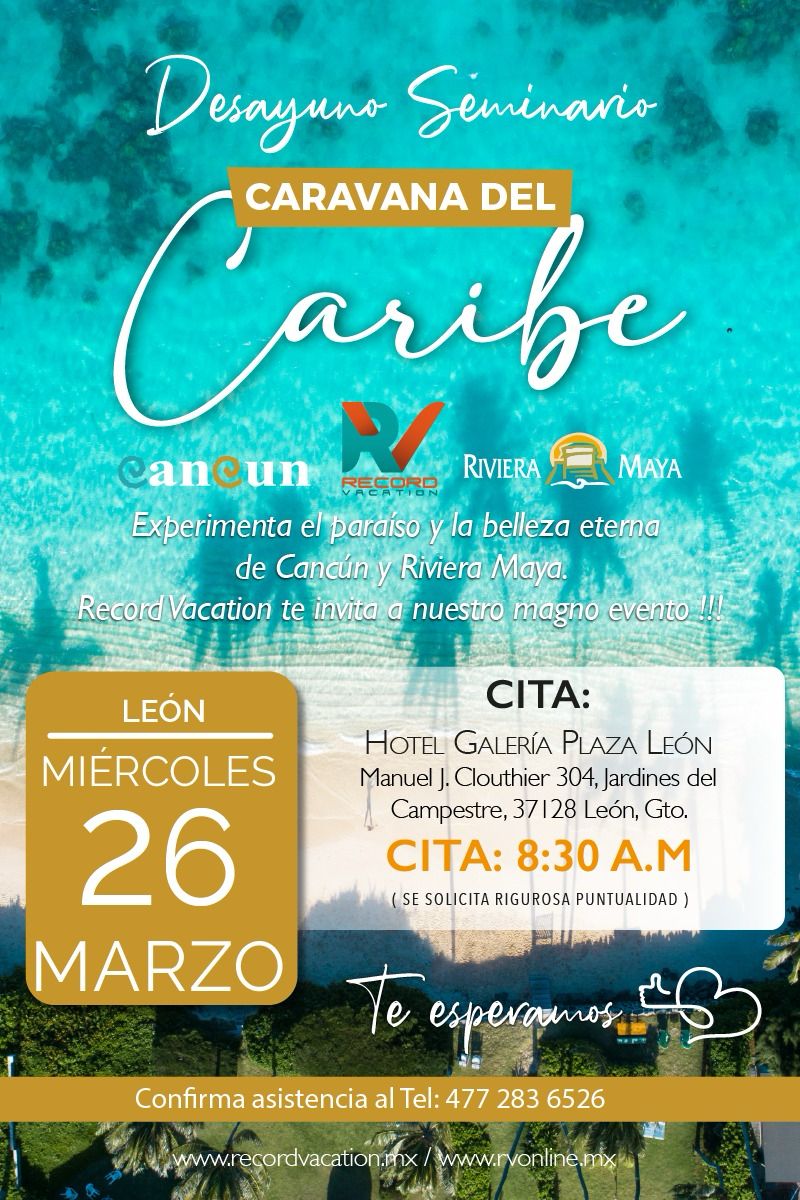 Desayuno Seminario
CARAVANA DEL
Caribe
cancun
RV
RECORD
VACATION
RIVIERA MAYA
Experimenta el paraíso y la belleza eterna
de Cancún y Riviera Maya.
Record Vacation te invita a nuestro magno evento !!!
LEÓN
MIÉRCOLES
26
MARZO
CITA:
HOTEL GALERÍA PLAZA LEÓN
Manuel J. Clouthier 304, Jardines del
Campestre, 37128 León, Gto.
CITA: 8:30 A.M
( SE SOLICITA RIGUROSA PUNTUALIDAD )
Te esperamos
Confirma asistencia al Tel: 477 283 6526
www.recordvacation.mx / www.rvonline.mx